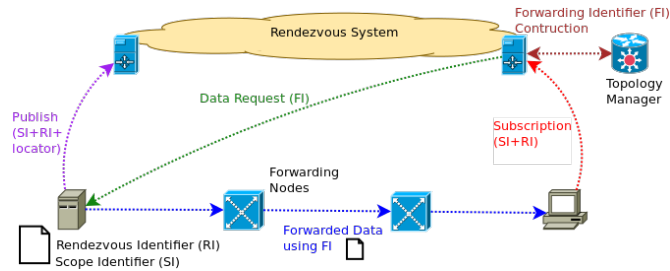 Rendezvous System
Forwarding Identifier (FI)
Contruction
Topology
Manager
Data Request (FI)
Publish
(SI+RI+
locator)
Subscription
(SI+RI)
Forwarding
Nodes
Forwarded Data
using FI
Rendezvous Identifier (RI)
Scope Identifier (SI)